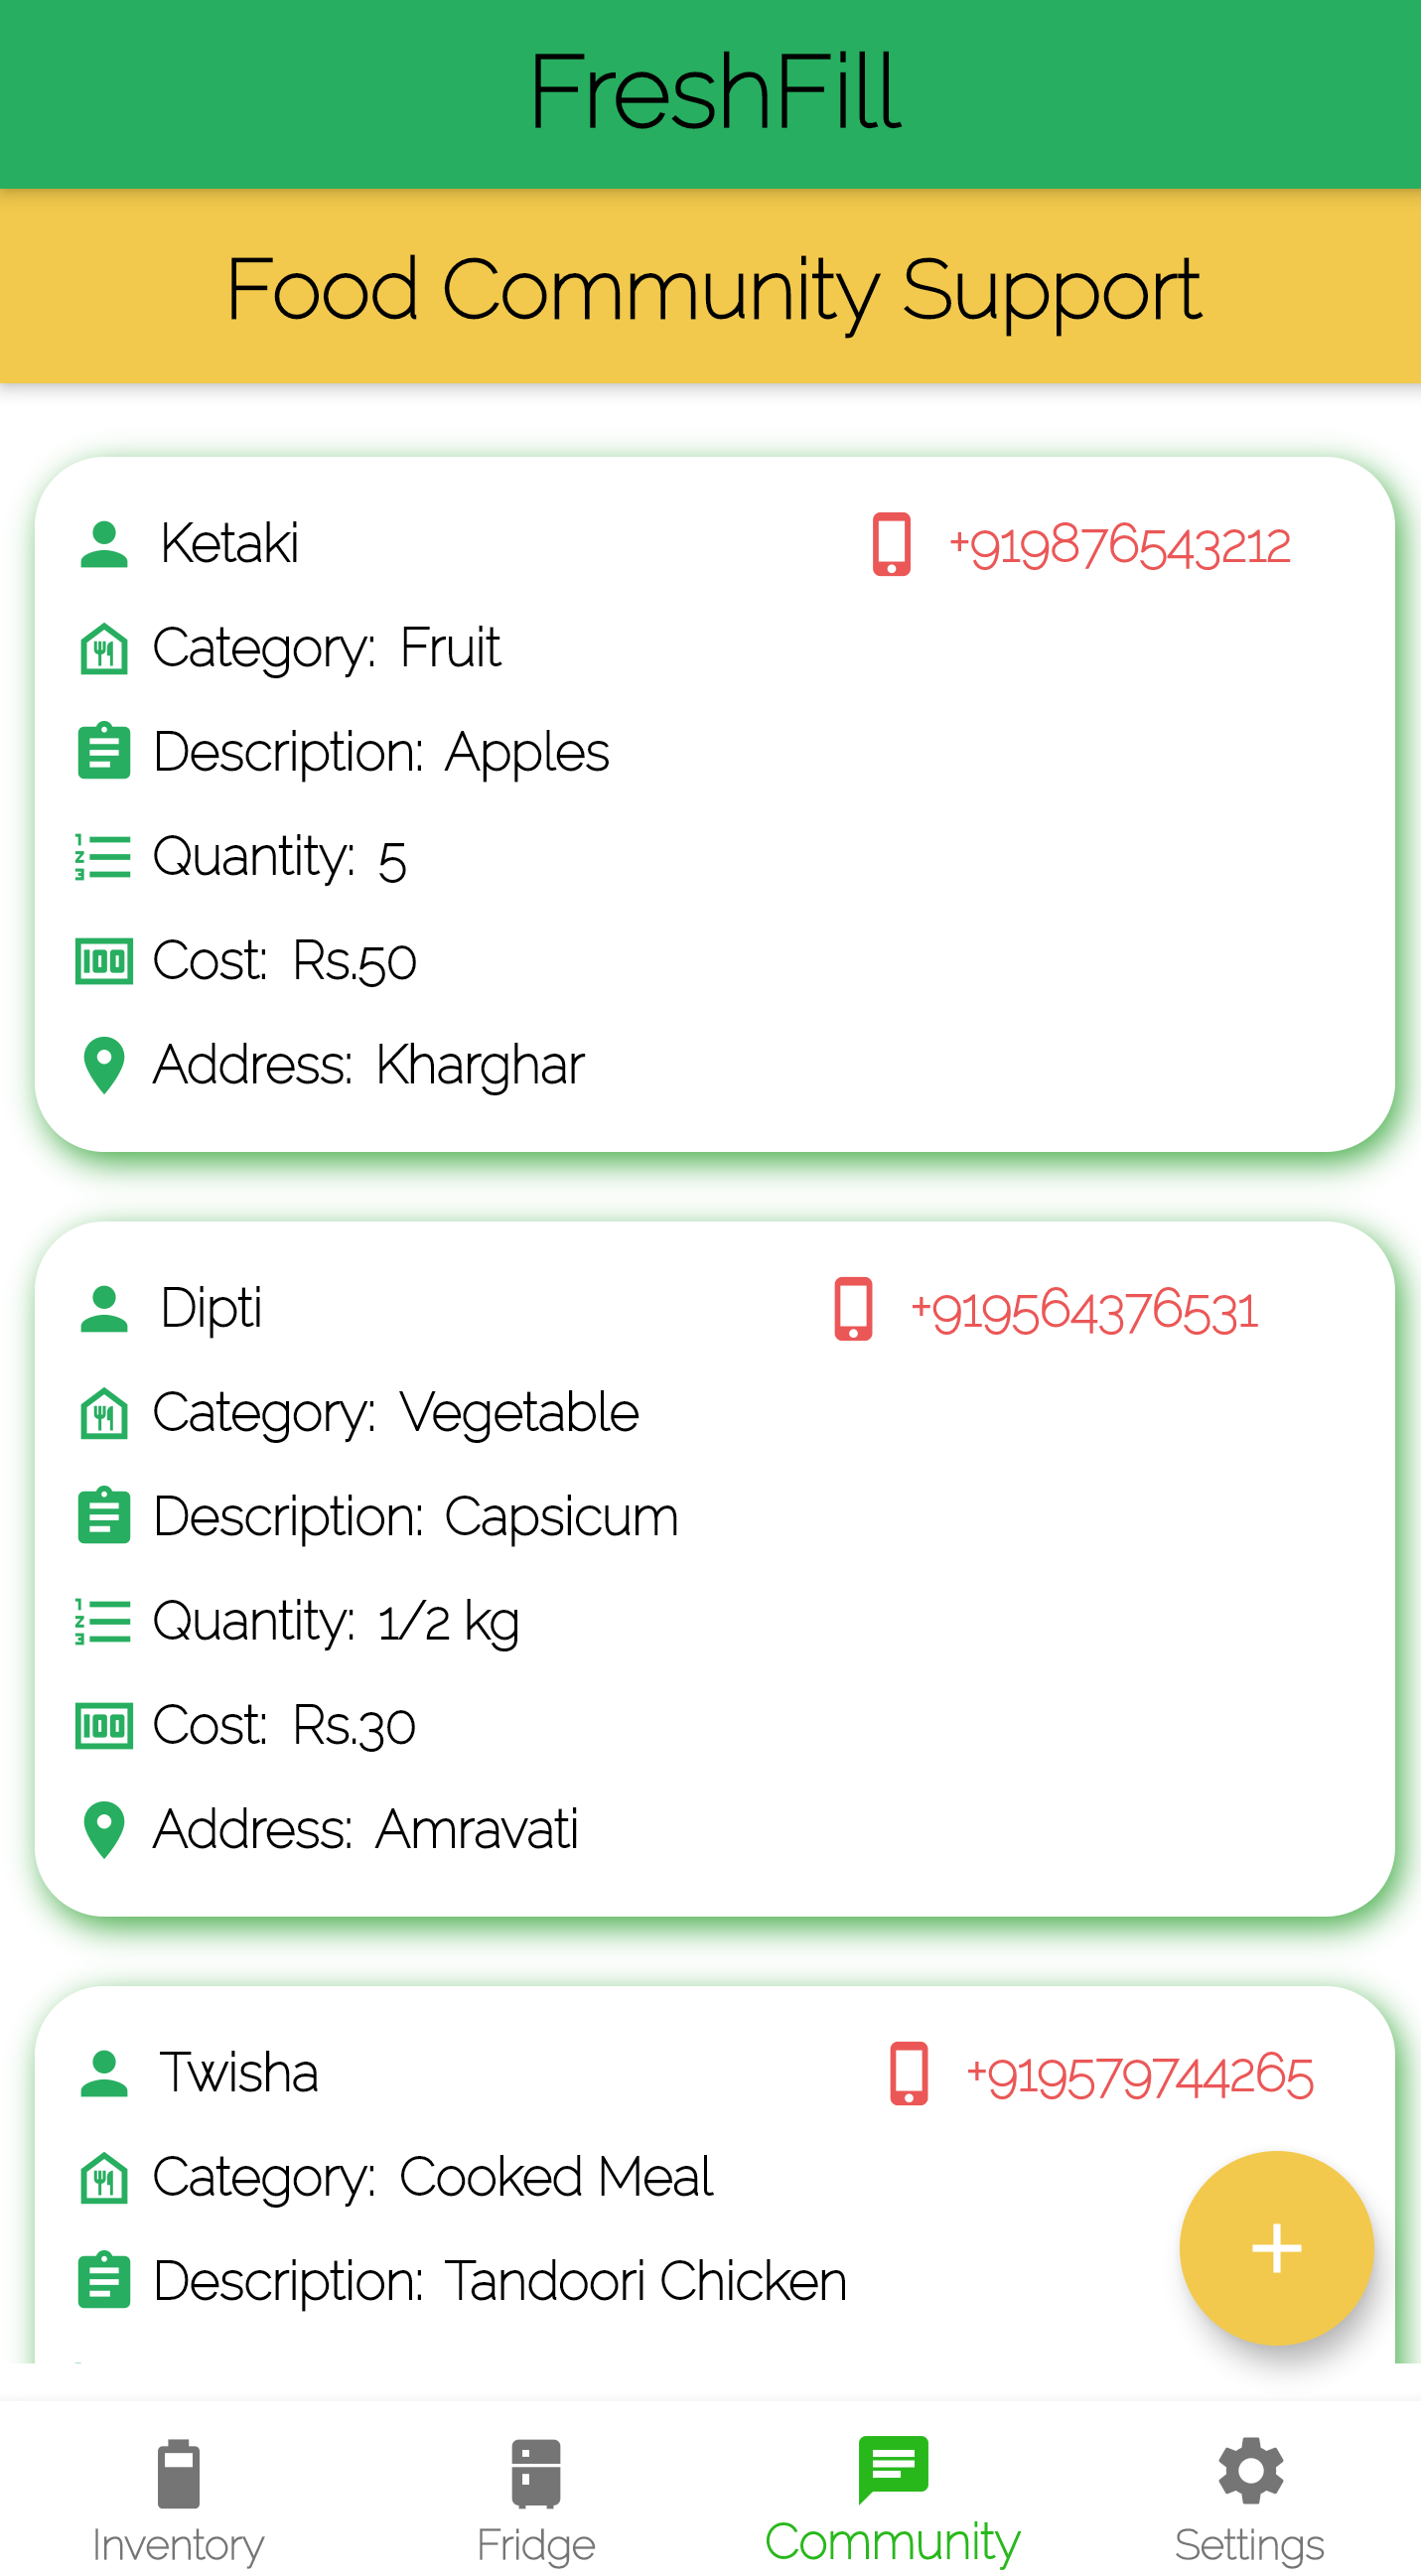 FreshFill
Food Community Support
Ketaki +919876543212
Category: Fruit
Description: Apples
Quantity: 5
Cost: Rs.50
Address: Kharghar
Dipti +919564376531
Category: Vegetable
Description: Capsicum
Quantity: 1/2 kg
Cost: Rs.30
Address: Amravati
Twisha +919579744265
Category: Cooked Meal
Description: Tandoori Chicken
Inventory Fridge Community Settings